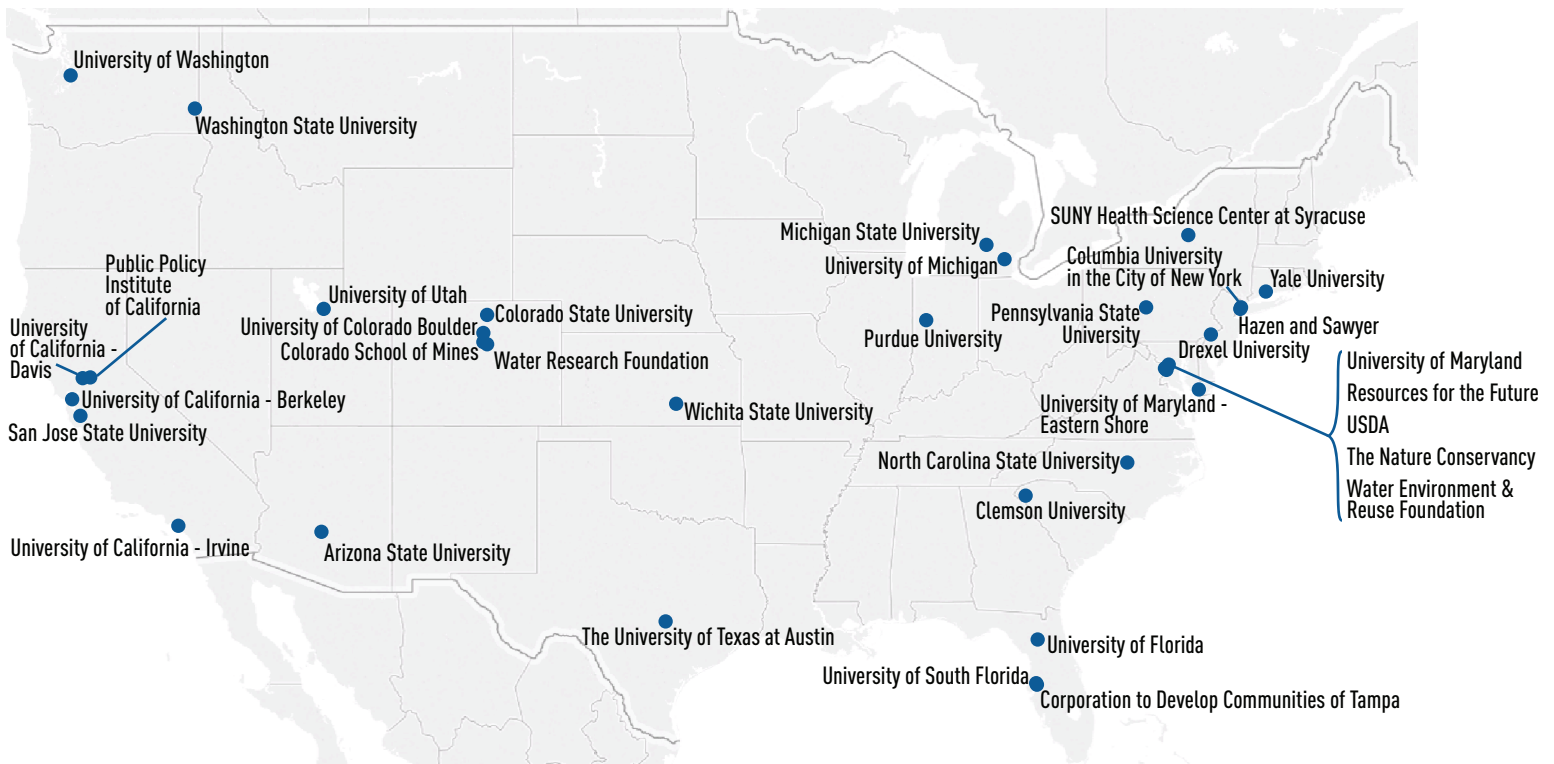 University of Washington
Washington State University
SUNY Health Science Center at Syracuse
Michigan State University
University of Michigan
Columbia University
in the City of New York
Yale University
Public Policy
Institute
of California
University of Utah
Colorado State University
University of Colorado Boulder
Colorado School of Mines
Water Research Foundation
Purdue University
Pennsylvania State
University
Hazen and Sawyer
Drexel University
University
of California -
Davis
University of California - Berkeley
San Jose State University
Wichita State University
University of Maryland -
Eastern Shore
University of Maryland
Resources for the Future
USDA
The Nature Conservancy
Water Environment &
Reuse Foundation
North Carolina State University
Clemson University
University of California - Irvine
Arizona State University
The University of Texas at Austin
University of Florida
University of South Florida
Corporation to Develop Communities of Tampa